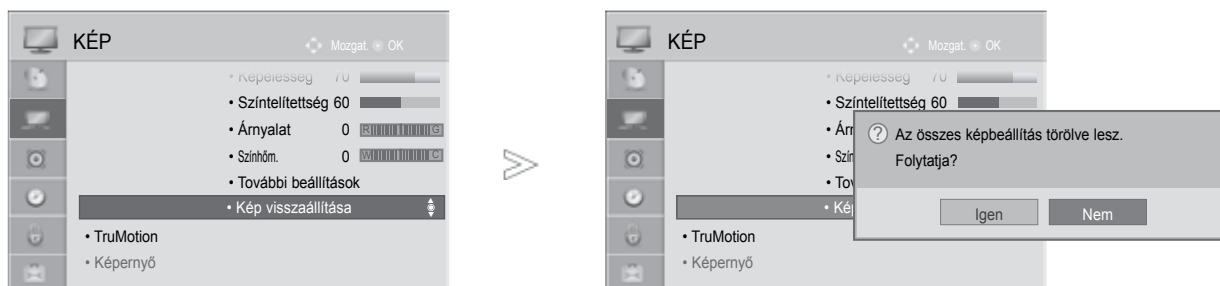 KÉP
Mozgat. OK
• Képélesség 70
• Színtelítettség 60
• Árnyalat 0 R G
• Színhőm. 0 W C
• További beállítások
• Kép visszaállítása
• TruMotion
• Képernyő
KÉP
Mozgat. OK
• Képélesség 70
• Színtelítettség 60
• Árn
• Szín
• Tov
• Kép
• TruMotion
• Képernyő
? Az összes képbeállítás törölve lesz.
Folytatja?
Igen Nem